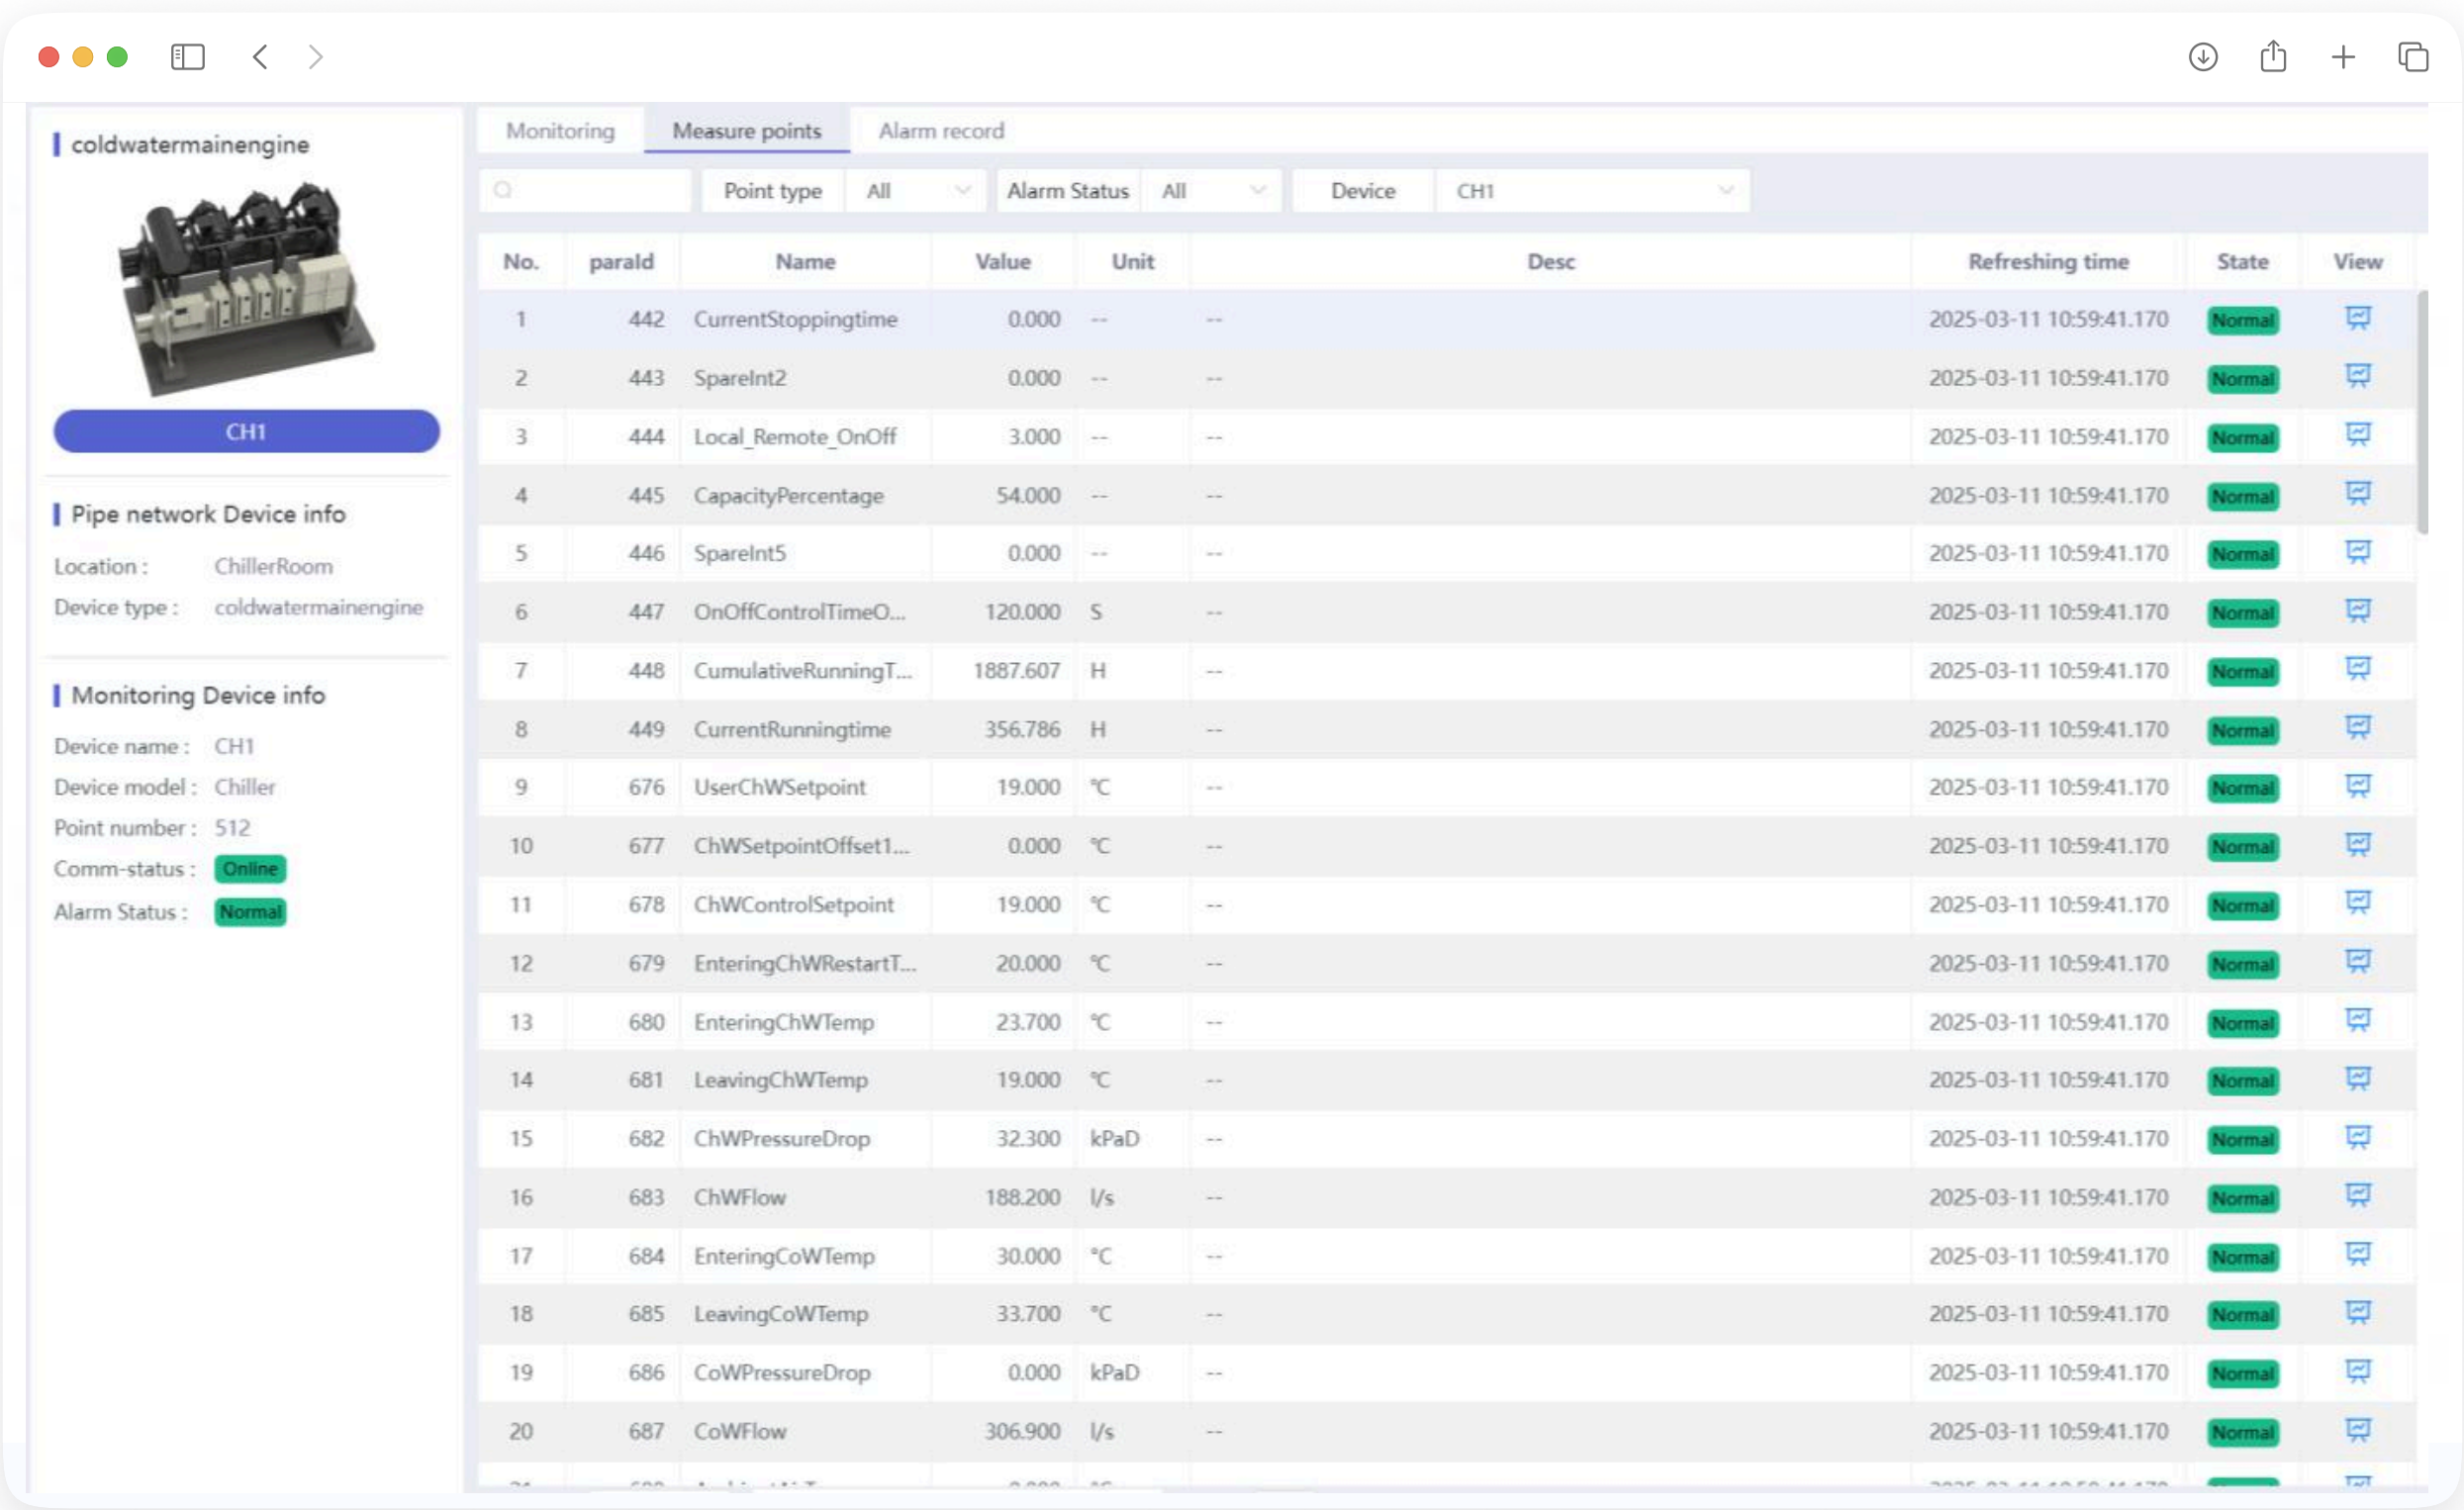 coldwatermainengine
CH1
Pipe network Device info
Location : ChillerRoom
Device type : coldwatermainengine
Monitoring Device info
Device name : CH1
Device model : Chiller
Point number : 512
Comm-status : Online
Alarm Status : Normal
Monitoring Measure points Alarm record
Point type All Alarm Status All Device CH1
No. paraId Name Value Unit Desc Refreshing time State View
1 442 CurrentStoppingtime 0.000 -- -- 2025-03-11 10:59:41.170 Normal
2 443 SpareInt2 0.000 -- -- 2025-03-11 10:59:41.170 Normal
3 444 Local_Remote_OnOff 3.000 -- -- 2025-03-11 10:59:41.170 Normal
4 445 CapacityPercentage 54.000 -- -- 2025-03-11 10:59:41.170 Normal
5 446 SpareInt5 0.000 -- -- 2025-03-11 10:59:41.170 Normal
6 447 OnOffControlTimeO... 120.000 S -- 2025-03-11 10:59:41.170 Normal
7 448 CumulativeRunningT... 1887.607 H -- 2025-03-11 10:59:41.170 Normal
8 449 CurrentRunningtime 356.786 H -- 2025-03-11 10:59:41.170 Normal
9 676 UserChWSetpoint 19.000 ℃ -- 2025-03-11 10:59:41.170 Normal
10 677 ChWSetpointOffset1... 0.000 ℃ -- 2025-03-11 10:59:41.170 Normal
11 678 ChWControlSetpoint 19.000 ℃ -- 2025-03-11 10:59:41.170 Normal
12 679 EnteringChWRestartT... 20.000 ℃ -- 2025-03-11 10:59:41.170 Normal
13 680 EnteringChWTemp 23.700 ℃ -- 2025-03-11 10:59:41.170 Normal
14 681 LeavingChWTemp 19.000 ℃ -- 2025-03-11 10:59:41.170 Normal
15 682 ChWPressureDrop 32.300 kPaD -- 2025-03-11 10:59:41.170 Normal
16 683 ChWFlow 188.200 l/s -- 2025-03-11 10:59:41.170 Normal
17 684 EnteringCoWTemp 30.000 °C -- 2025-03-11 10:59:41.170 Normal
18 685 LeavingCoWTemp 33.700 °C -- 2025-03-11 10:59:41.170 Normal
19 686 CoWPressureDrop 0.000 kPaD -- 2025-03-11 10:59:41.170 Normal
20 687 CoWFlow 306.900 l/s -- 2025-03-11 10:59:41.170 Normal